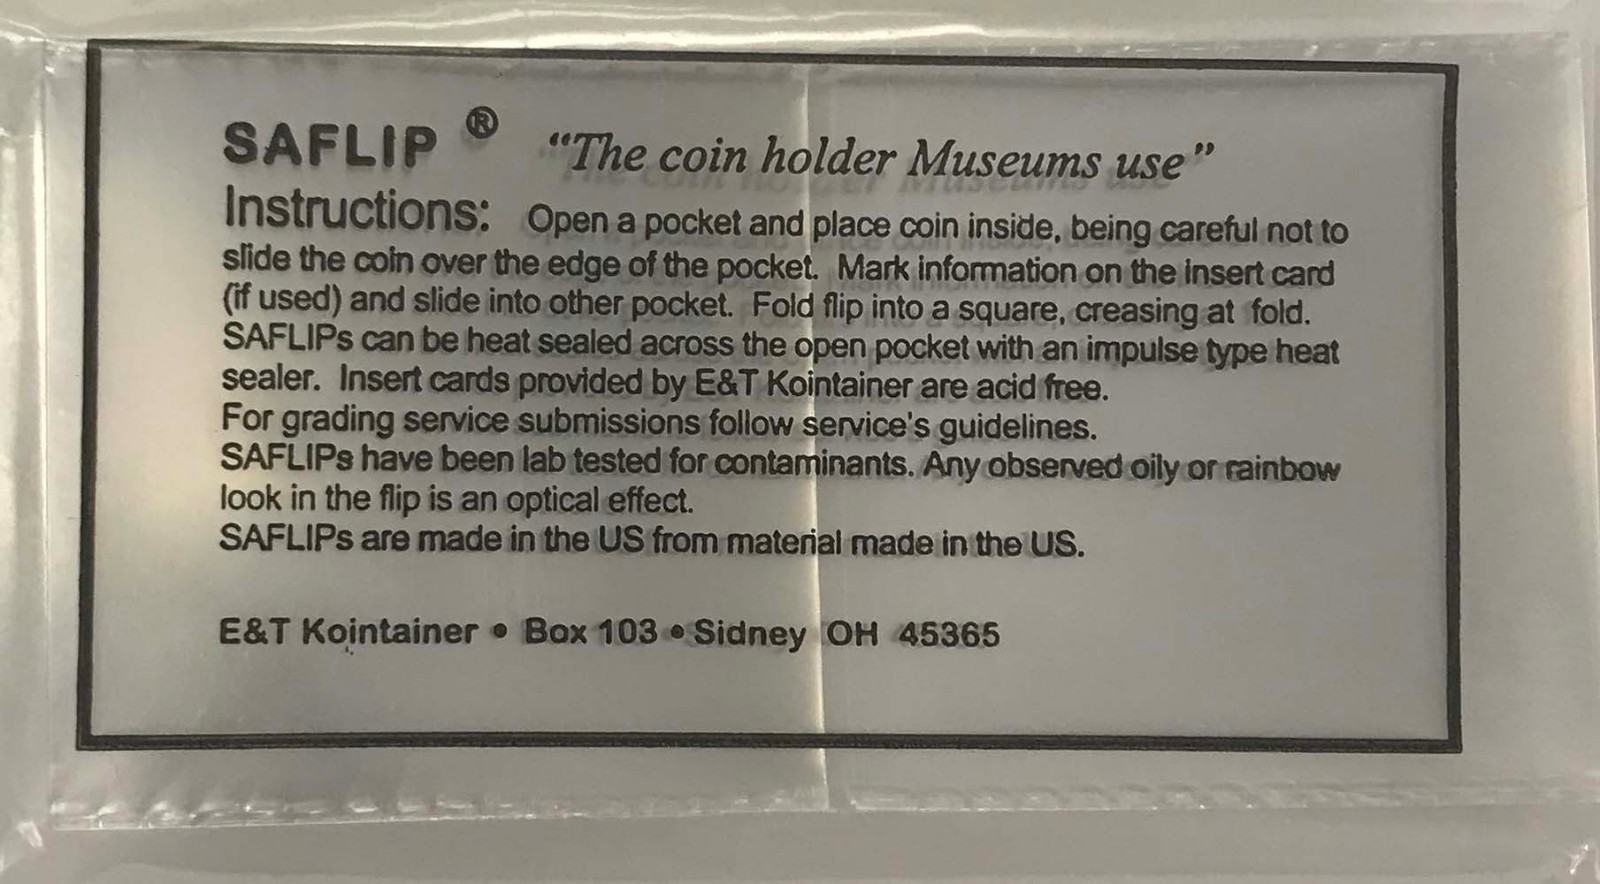 SAFLIP ® "The coin holder Museums use"
Instructions: Open a pocket and place coin inside, being careful not to
slide the coin over the edge of the pocket. Mark information on the insert card
(if used) and slide into other pocket. Fold flip into a square, creasing at fold.
SAFLIPs can be heat sealed across the open pocket with an impulse type heat
sealer. Insert cards provided by E&T Kointainer are acid free.
For grading service submissions follow service's guidelines.
SAFLIPs have been lab tested for contaminants. Any observed oily or rainbow
look in the flip is an optical effect.
SAFLIPs are made in the US from material made in the US.
E&T Kointainer • Box 103 • Sidney OH 45365